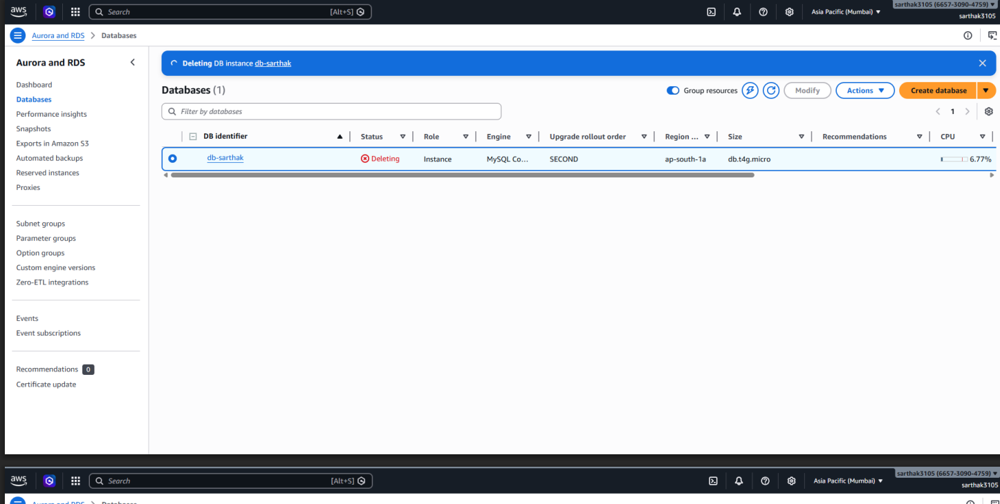 aws
Search [Alt+S]
Asia Pacific (Mumbai) ▼
sarthak3105 (6657-3090-4759) ▼
sarthak3105
Aurora and RDS > Databases
Aurora and RDS
Dashboard
Databases
Performance insights
Snapshots
Exports in Amazon S3
Automated backups
Reserved instances
Proxies
Subnet groups
Parameter groups
Option groups
Custom engine versions
Zero-ETL integrations
Events
Event subscriptions
Recommendations 0
Certificate update
Deleting DB instance db-sarthak
Databases (1)
Group resources
Modify
Actions ▼
Create database ▼
Filter by databases
< 1 >
DB identifier Status Role Engine Upgrade rollout order Region ... Size Recommendations CPU
db-sarthak Deleting Instance MySQL Co... SECOND ap-south-1a db.t4g.micro 6.77%
aws
Search [Alt+S]
Asia Pacific (Mumbai) ▼
sarthak3105 (6657-3090-4759) ▼
sarthak3105
Aurora and RDS > Databases